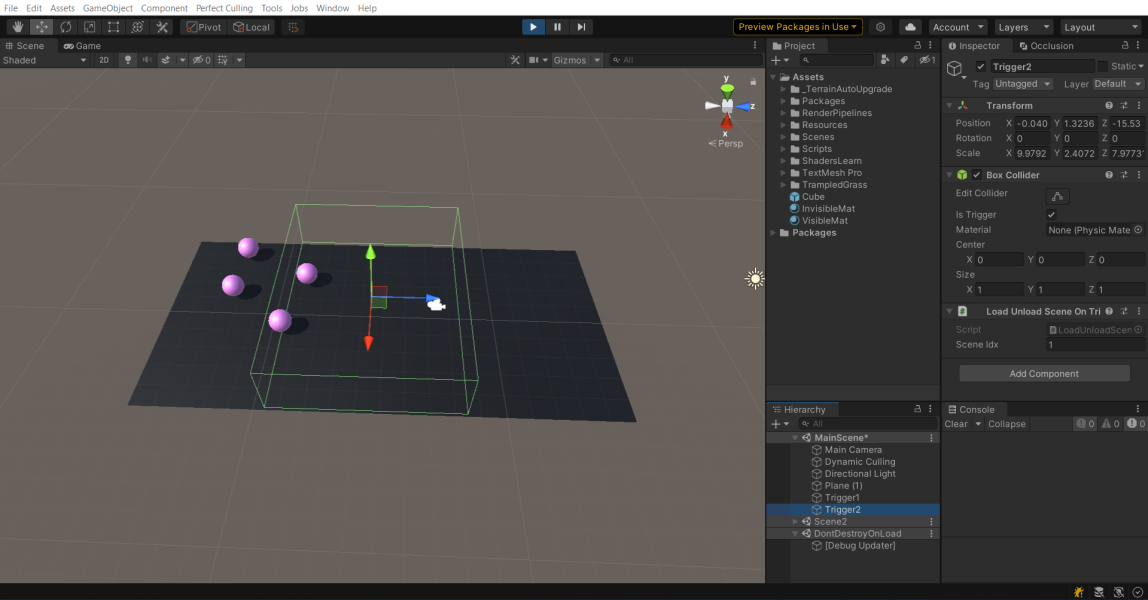 File Edit Assets GameObject Component Perfect Culling Tools Jobs Window Help
Pivot Local Preview Packages in Use Account Layers Layout
Scene Game
Shaded 2D 0 Gizmos All
y
z
x
Persp
Project
1
Assets
_TerrainAutoUpgrade
Packages
RenderPipelines
Resources
Scenes
Scripts
ShadersLearn
TextMesh Pro
TrampledGrass
Cube
InvisibleMat
VisibleMat
Packages
Hierarchy
All
MainScene*
Main Camera
Dynamic Culling
Directional Light
Plane (1)
Trigger1
Trigger2
Scene2
DontDestroyOnLoad
[Debug Updater]
Inspector Occlusion
Trigger2 Static
Tag Untagged Layer Default
Transform
Position X -0.040 Y 1.3236 Z -15.53
Rotation X 0 Y 0 Z 0
Scale X 9.9792 Y 2.4072 Z 7.9773
Box Collider
Edit Collider
Is Trigger
Material None (Physic Mate
Center
X 0 Y 0 Z 0
Size
X 1 Y 1 Z 1
# Load Unload Scene On Tri
Script # LoadUnloadScen
Scene Idx 1
Add Component
Console
Clear Collapse 0 0 0